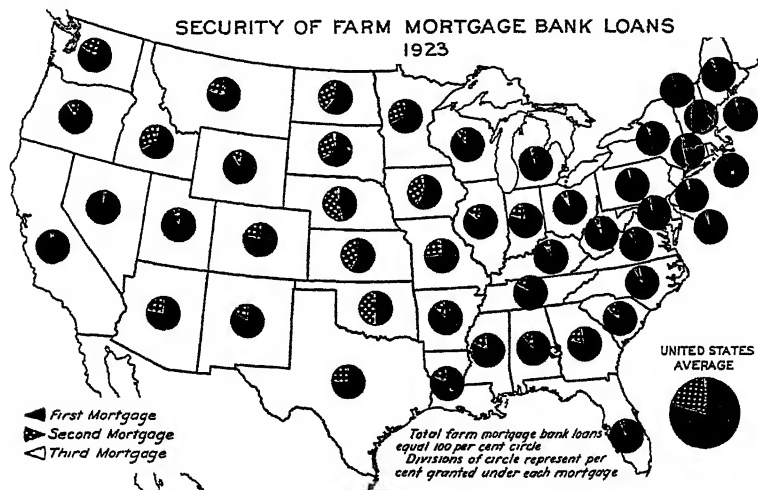 SECURITY OF FARM MORTGAGE BANK LOANS
1923
UNITED STATES
AVERAGE
First Mortgage
Second Mortgage
Third Mortgage
Total farm mortgage bank loans
equal 100 per cent circle
Divisions of circle represent per
cent granted under each mortgage